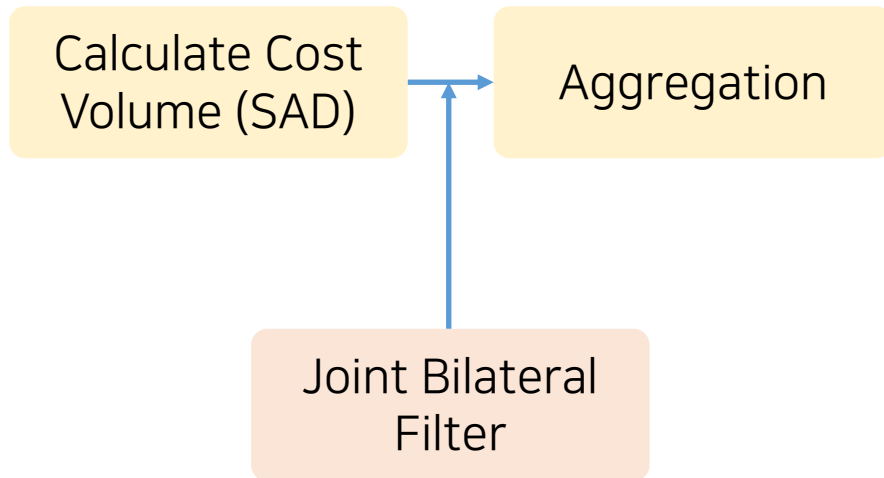 Calculate Cost
Volume (SAD)
Aggregation
Joint Bilateral
Filter